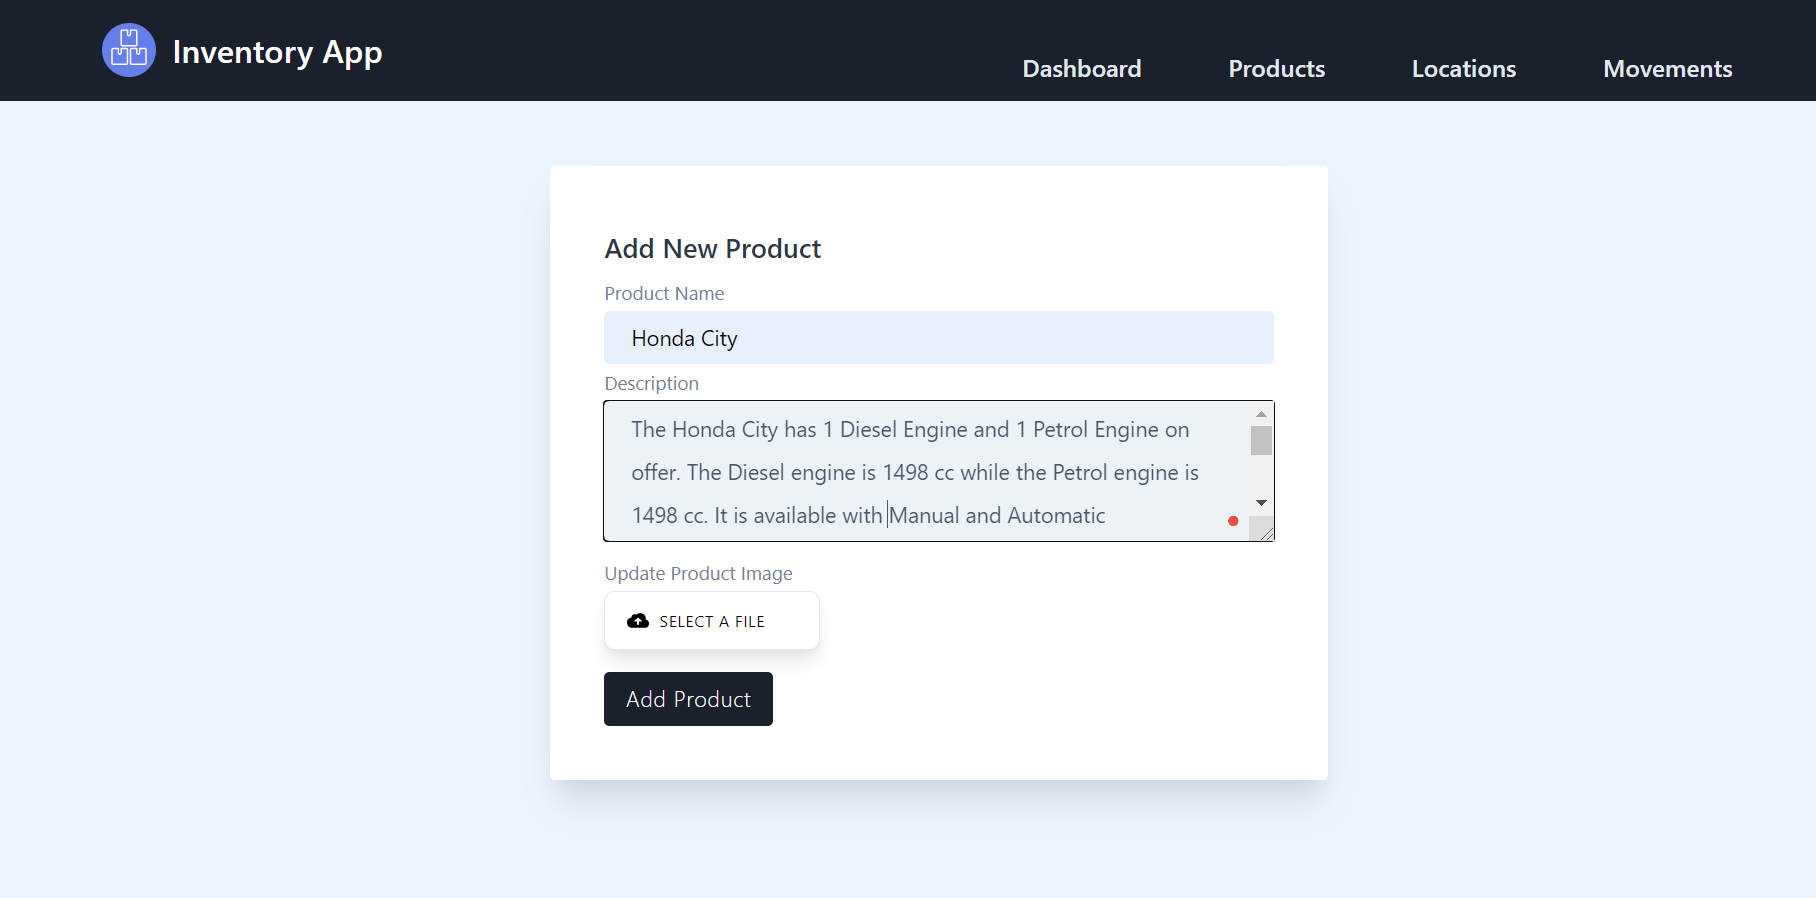 Inventory App
Dashboard
Products
Locations
Movements
Add New Product
Product Name
Honda City
Description
The Honda City has 1 Diesel Engine and 1 Petrol Engine on
offer. The Diesel engine is 1498 cc while the Petrol engine is
1498 cc. It is available with Manual and Automatic
Update Product Image
SELECT A FILE
Add Product